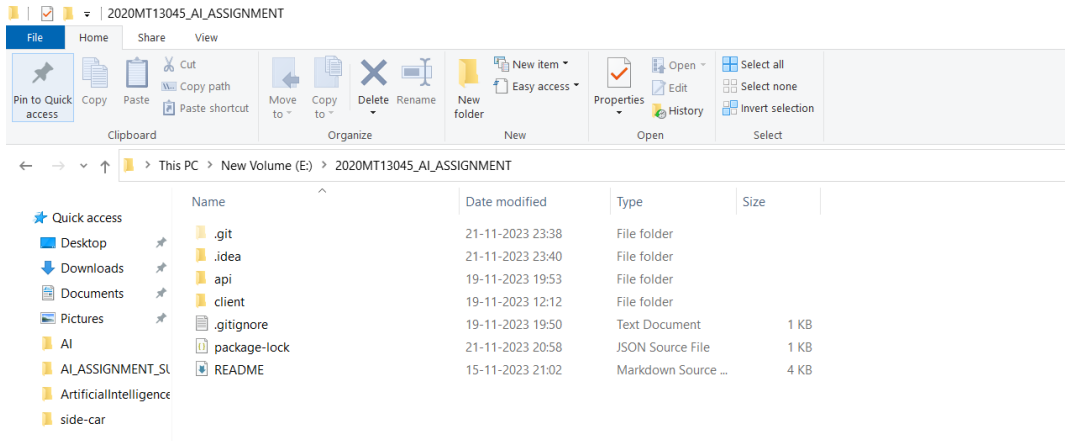 2020MT13045_AI_ASSIGNMENT
File Home Share View
Pin to Quick access
Copy
Paste
Cut
Copy path
Paste shortcut
Clipboard
Move to
Copy to
Delete
Rename
Organize
New folder
New item
Easy access
New
Properties
Open
Edit
History
Open
Select all
Select none
Invert selection
Select
This PC > New Volume (E:) > 2020MT13045_AI_ASSIGNMENT
Quick access
Desktop
Downloads
Documents
Pictures
AI
AI_ASSIGNMENT_SU
ArtificialIntelligence
side-car
Name Date modified Type Size
.git 21-11-2023 23:38 File folder
.idea 21-11-2023 23:40 File folder
api 19-11-2023 19:53 File folder
client 19-11-2023 12:12 File folder
.gitignore 19-11-2023 19:50 Text Document 1 KB
package-lock 21-11-2023 20:58 JSON Source File 1 KB
README 15-11-2023 21:02 Markdown Source ... 4 KB